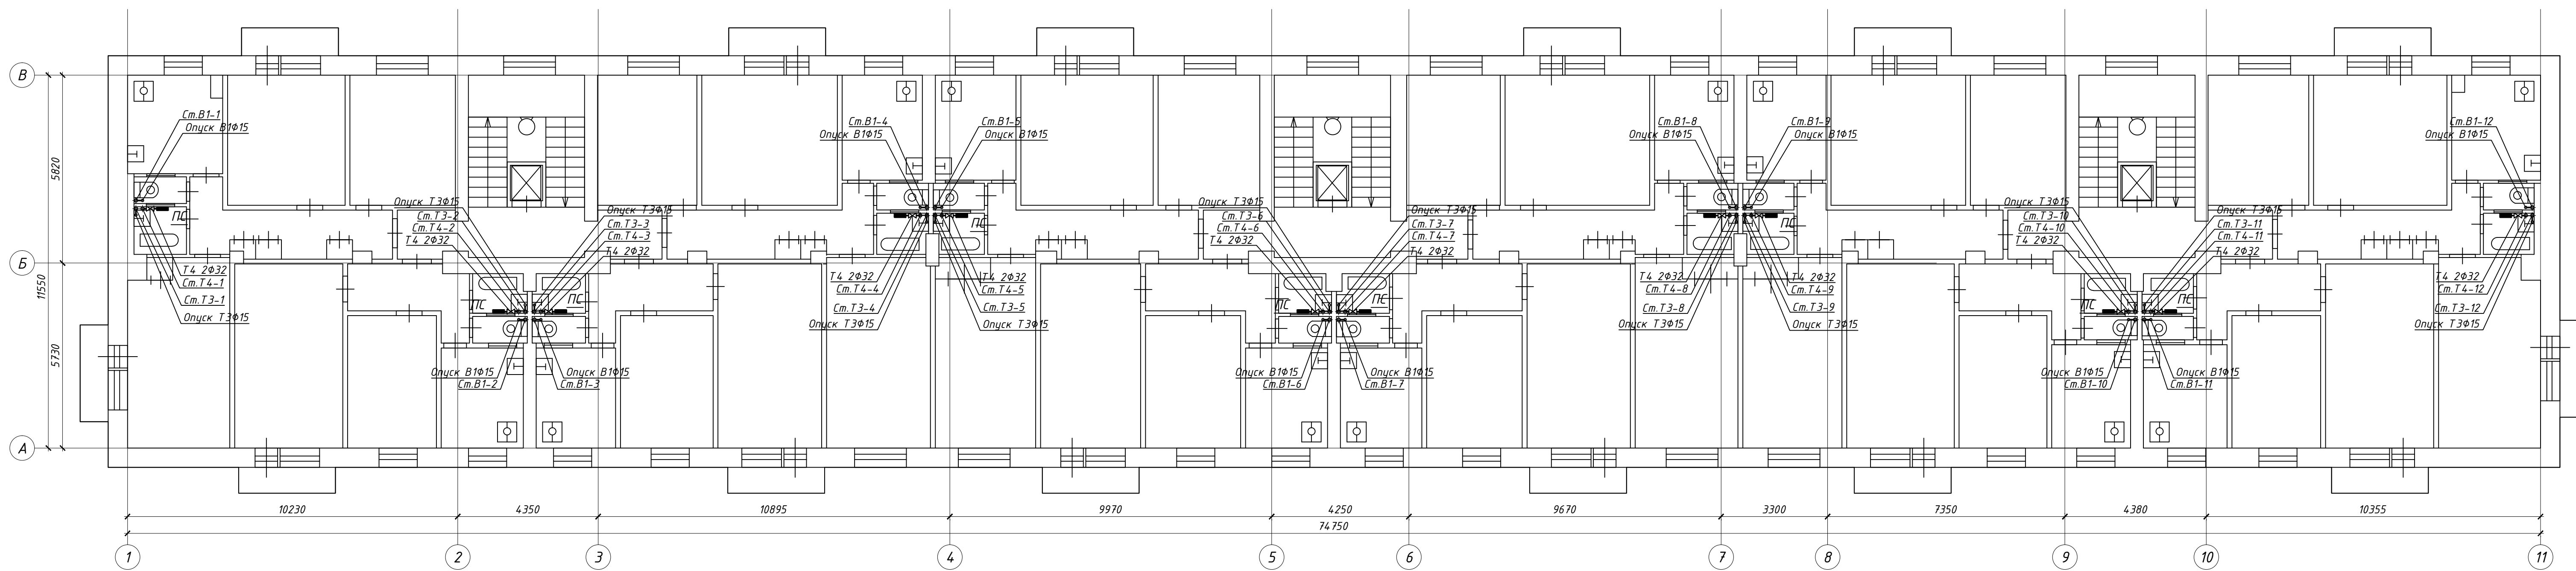 В
Ст.В1-1
Опуск В1Ф15
Ст.В1-4
Опуск В1Ф15
Ст.В1-5
Опуск В1Ф15
Ст.В1-8
Опуск В1Ф15
Ст.В1-9
Опуск В1Ф15
Ст.В1-12
Опуск В1Ф15
5820
ПС
Опуск Т3Ф15
Ст.Т3-2
Ст.Т4-2
Т4 2Ф32
Опуск Т3Ф15
Ст.Т3-3
Ст.Т4-3
Т4 2Ф32
ПС
ПС
Опуск Т3Ф15
Ст.Т3-6
Ст.Т4-6
Т4 2Ф32
Опуск Т3Ф15
Ст.Т3-7
Ст.Т4-7
Т4 2Ф32
ПС
ПС
Опуск Т3Ф15
Ст.Т3-10
Ст.Т4-10
Т4 2Ф32
Опуск Т3Ф15
Ст.Т3-11
Ст.Т4-11
Т4 2Ф32
Б
11550
Т4 2Ф32
Ст.Т4-1
Ст.Т3-1
Опуск Т3Ф15
ПС
ПС
Т4 2Ф32
Ст.Т4-4
Ст.Т3-4
Опуск Т3Ф15
Т4 2Ф32
Ст.Т4-5
Ст.Т3-5
Опуск Т3Ф15
ПС
ПС
Т4 2Ф32
Ст.Т4-8
Ст.Т3-8
Опуск Т3Ф15
Т4 2Ф32
Ст.Т4-9
Ст.Т3-9
Опуск Т3Ф15
ПС
ПС
Т4 2Ф32
Ст.Т4-12
Ст.Т3-12
Опуск Т3Ф15
5730
Опуск В1Ф15
Ст.В1-2
Опуск В1Ф15
Ст.В1-3
Опуск В1Ф15
Ст.В1-6
Опуск В1Ф15
Ст.В1-7
Опуск В1Ф15
Ст.В1-10
Опуск В1Ф15
Ст.В1-11
А
10230 4350 10895 9970 4250 9670 3300 7350 4380 10355
74750
1 2 3 4 5 6 7 8 9 10 11